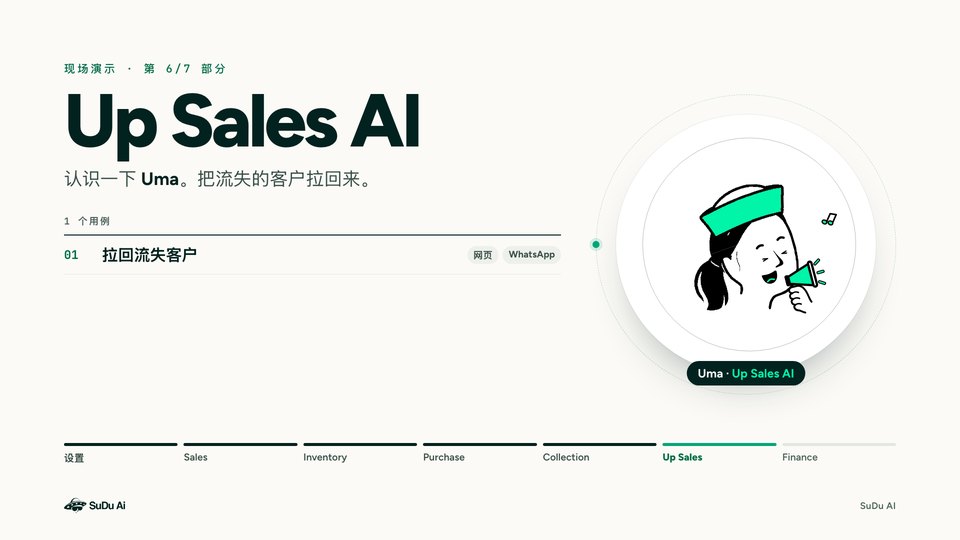 现场演示 · 第 6/7 部分
Up Sales AI
认识一下 Uma。把流失的客户拉回来。
1 个用例
01 拉回流失客户 网页 WhatsApp
Uma · Up Sales AI
设置 Sales Inventory Purchase Collection Up Sales Finance
SuDu Ai
SuDu AI